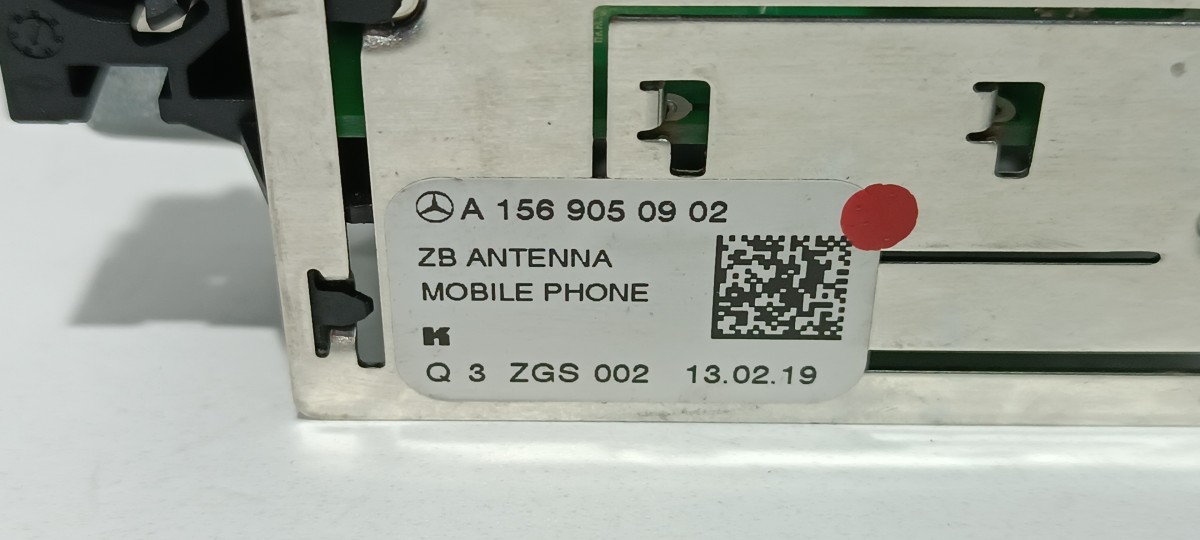 A 156 905 09 02
ZB ANTENNA
MOBILE PHONE
K
Q 3 ZGS 002 13.02.19